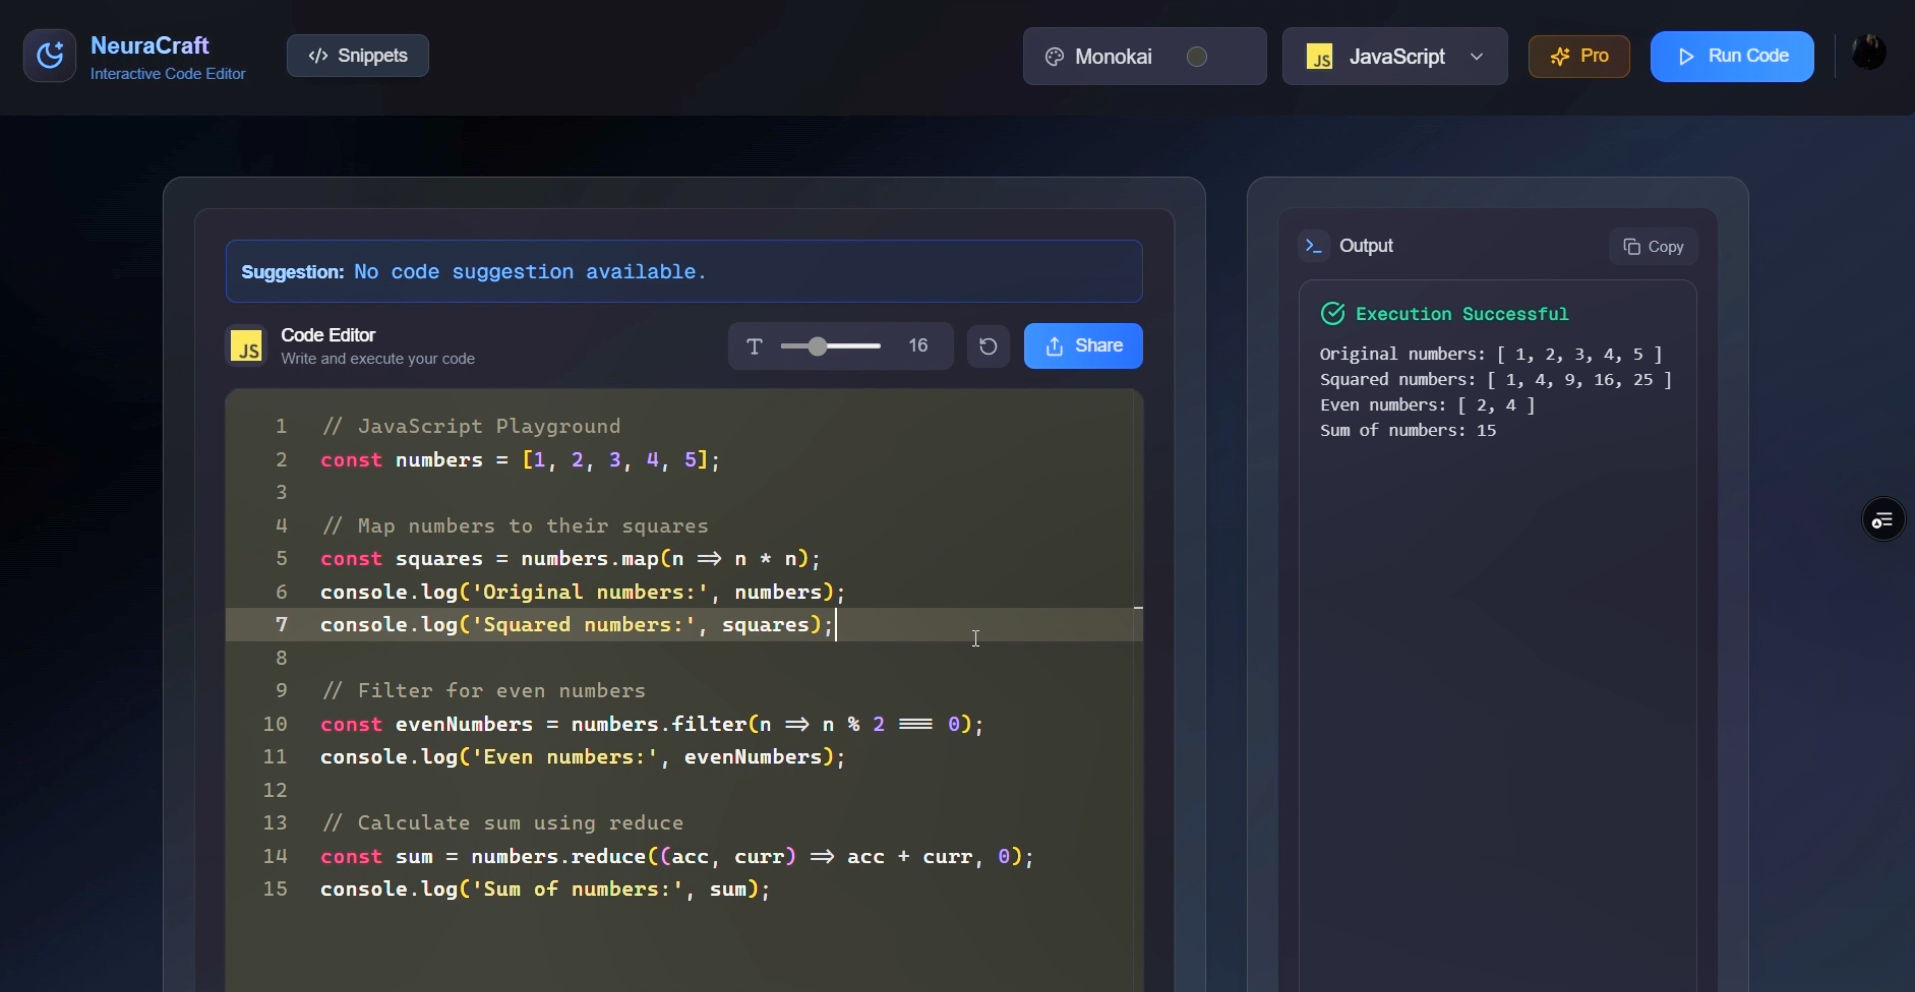 NeuraCraft
Interactive Code Editor
</> Snippets
Monokai
JS JavaScript
Pro
Run Code
Suggestion: No code suggestion available.
JS
Code Editor
Write and execute your code
T 16
Share
1 // JavaScript Playground
2 const numbers = [1, 2, 3, 4, 5];
3
4 // Map numbers to their squares
5 const squares = numbers.map(n => n * n);
6 console.log('Original numbers:', numbers);
7 console.log('Squared numbers:', squares);
8
9 // Filter for even numbers
10 const evenNumbers = numbers.filter(n => n % 2 === 0);
11 console.log('Even numbers:', evenNumbers);
12
13 // Calculate sum using reduce
14 const sum = numbers.reduce((acc, curr) => acc + curr, 0);
15 console.log('Sum of numbers:', sum);
>_ Output
Copy
Execution Successful
Original numbers: [ 1, 2, 3, 4, 5 ]
Squared numbers: [ 1, 4, 9, 16, 25 ]
Even numbers: [ 2, 4 ]
Sum of numbers: 15